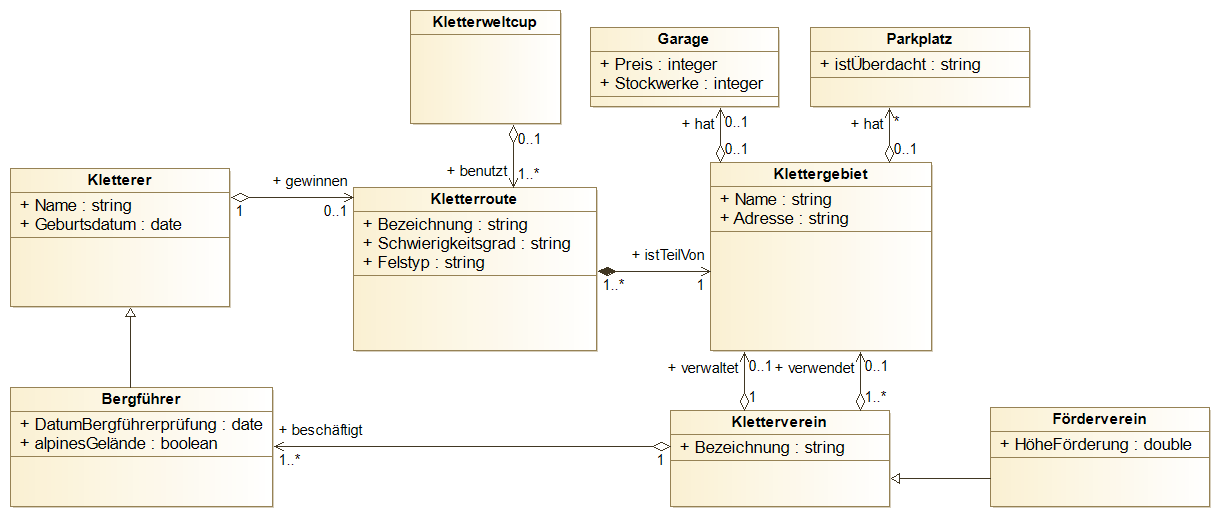 Kletterweltcup
0..1
+ benutzt
1..*
Garage
+ Preis : integer
+ Stockwerke : integer
+ hat
0..1
0..1
Parkplatz
+ istÜberdacht : string
+ hat
*
0..1
Kletterer
+ Name : string
+ Geburtsdatum : date
+ gewinnen
1
0..1
Kletterroute
+ Bezeichnung : string
+ Schwierigkeitsgrad : string
+ Felstyp : string
+ istTeilVon
1..*
1
Klettergebiet
+ Name : string
+ Adresse : string
+ verwaltet
0..1
1
+ verwendet
0..1
1..*
Bergführer
+ DatumBergführerprüfung : date
+ alpinesGelände : boolean
+ beschäftigt
1..*
1
Kletterverein
+ Bezeichnung : string
Förderverein
+ HöheFörderung : double